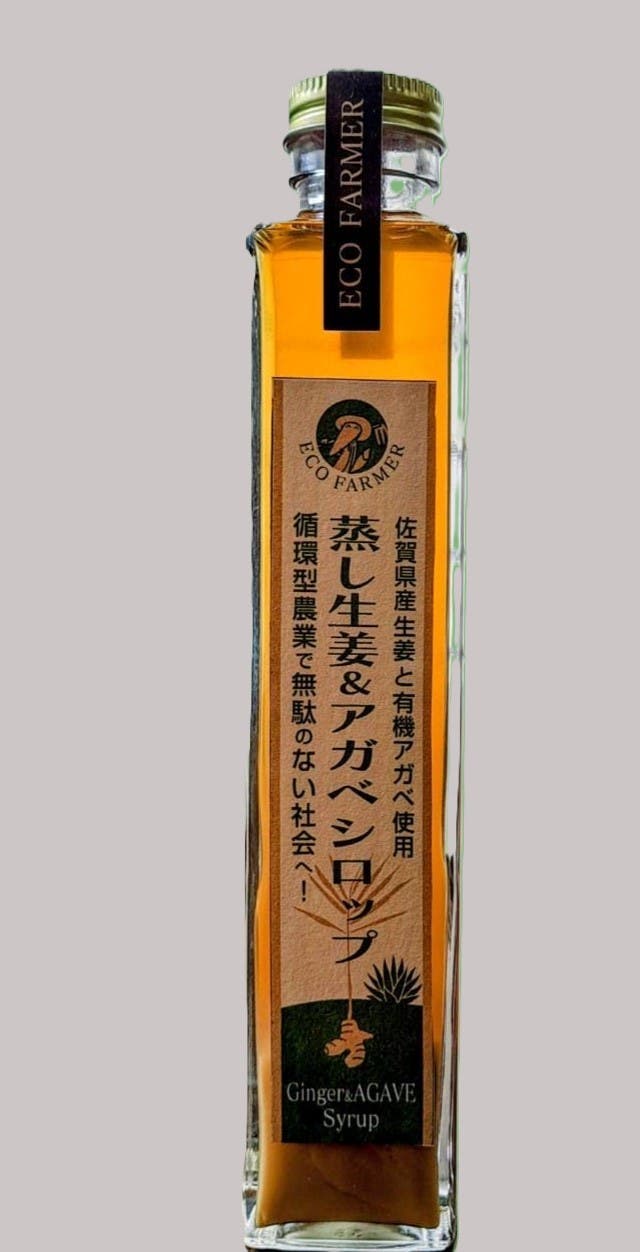 ECO FARMER
ECO FARMER
佐賀県産生姜と有機アガベ使用
蒸し生姜&アガベシロップ
循環型農業で無駄のない社会へ！
Ginger&AGAVE
Syrup